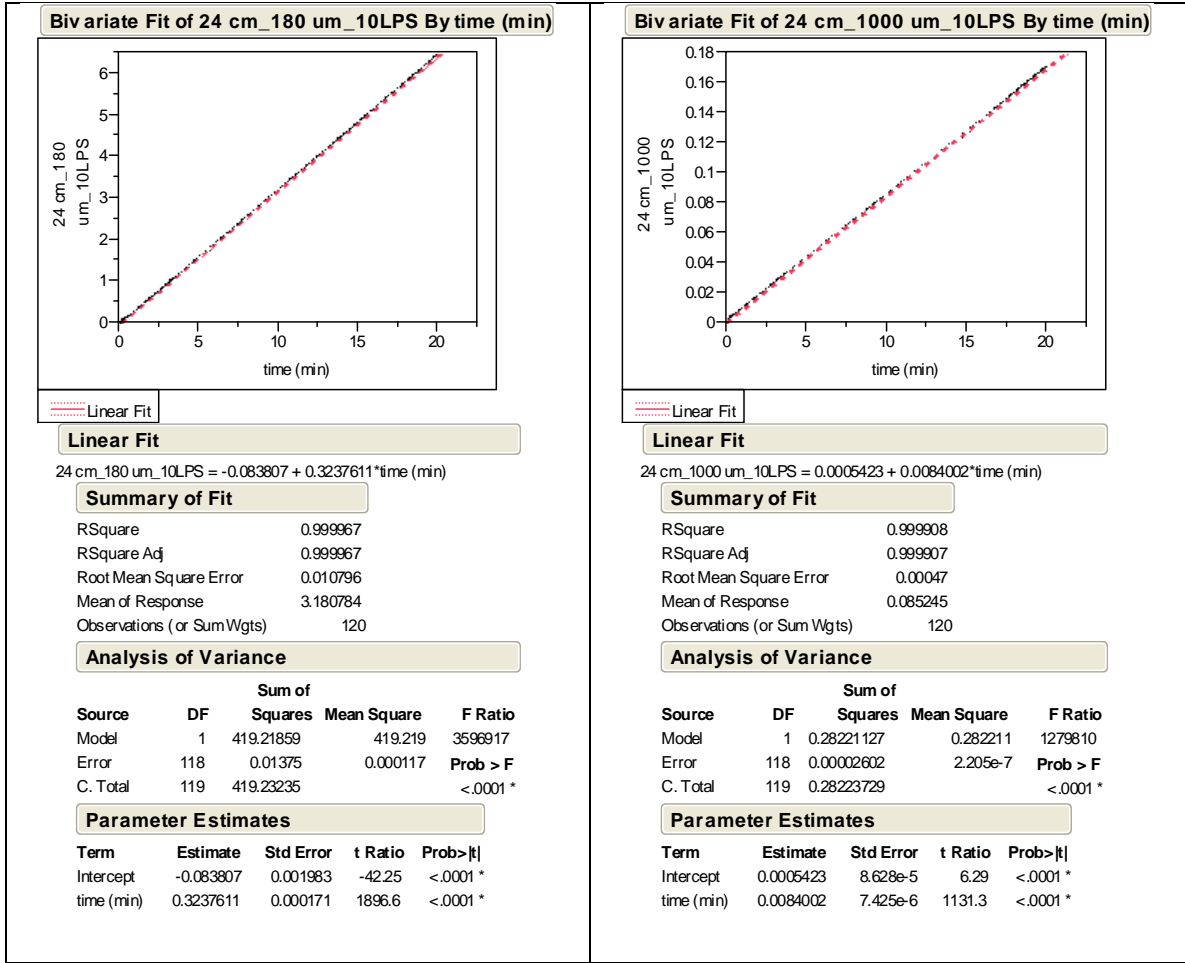 Bivariate Fit of 24 cm_180 um_10LPS By time (min)
24 cm_180
um_10LPS
6
5
4
3
2
1
0
0 5 10 15 20
time (min)
Linear Fit
Linear Fit
24 cm_180 um_10LPS = -0.083807 + 0.3237611*time (min)
Summary of Fit
RSquare 0.999967
RSquare Adj 0.999967
Root Mean Square Error 0.010796
Mean of Response 3.180784
Observations (or Sum Wgts) 120
Analysis of Variance
Sum of
Source DF Squares Mean Square F Ratio
Model 1 419.21859 419.219 3596917
Error 118 0.01375 0.000117 Prob > F
C. Total 119 419.23235 <.0001 *
Parameter Estimates
Term Estimate Std Error t Ratio Prob>|t|
Intercept -0.083807 0.001983 -42.25 <.0001 *
time (min) 0.3237611 0.000171 1896.6 <.0001 *
Bivariate Fit of 24 cm_1000 um_10LPS By time (min)
24 cm_1000
um_10LPS
0.18
0.16
0.14
0.12
0.1
0.08
0.06
0.04
0.02
0
0 5 10 15 20
time (min)
Linear Fit
Linear Fit
24 cm_1000 um_10LPS = 0.0005423 + 0.0084002*time (min)
Summary of Fit
RSquare 0.999908
RSquare Adj 0.999907
Root Mean Square Error 0.00047
Mean of Response 0.085245
Observations (or Sum Wgts) 120
Analysis of Variance
Sum of
Source DF Squares Mean Square F Ratio
Model 1 0.28221127 0.282211 1279810
Error 118 0.00002602 2.205e-7 Prob > F
C. Total 119 0.28223729 <.0001 *
Parameter Estimates
Term Estimate Std Error t Ratio Prob>|t|
Intercept 0.0005423 8.628e-5 6.29 <.0001 *
time (min) 0.0084002 7.425e-6 1131.3 <.0001 *